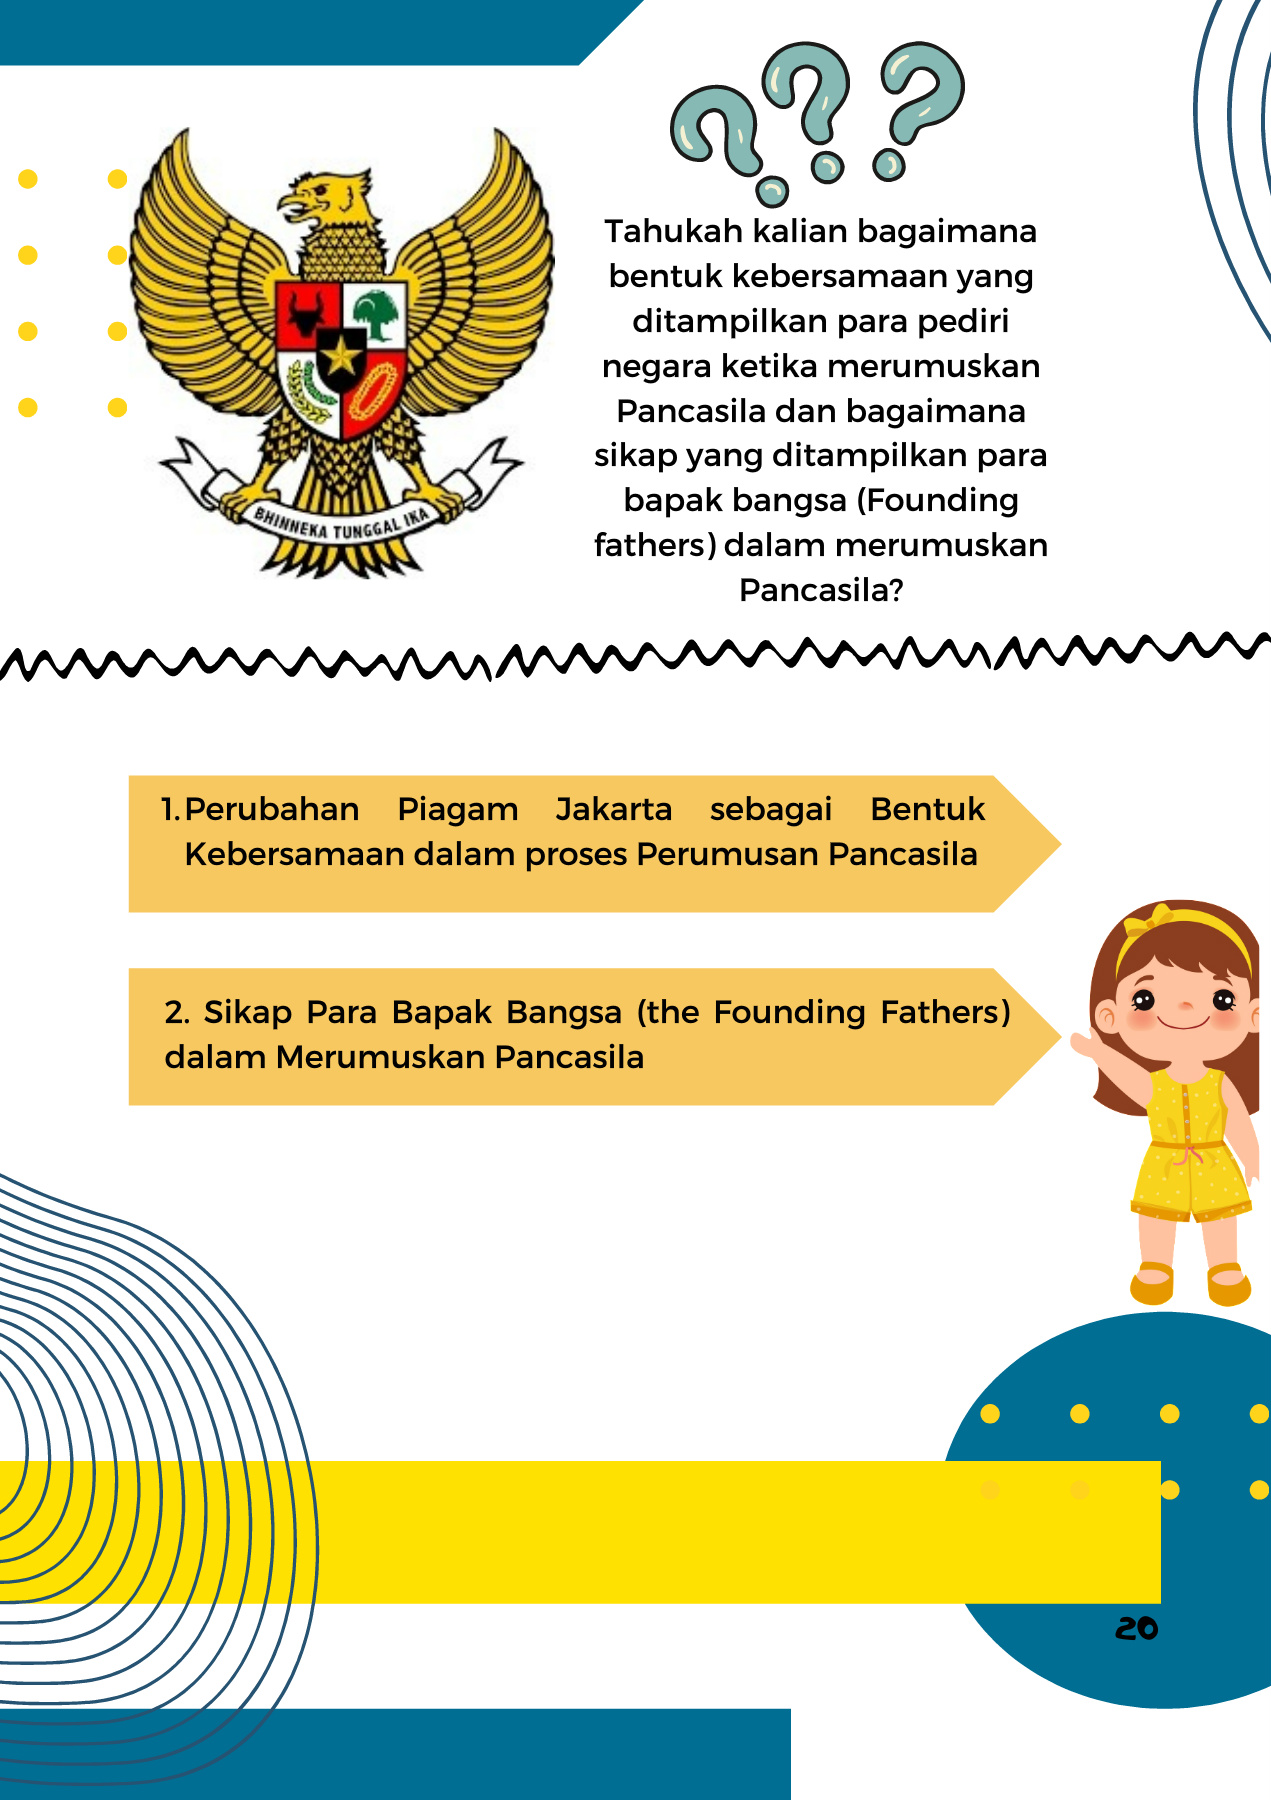 BHINNEKA TUNGGAL IKA
Tahukah kalian bagaimana
bentuk kebersamaan yang
ditampilkan para pediri
negara ketika merumuskan
Pancasila dan bagaimana
sikap yang ditampilkan para
bapak bangsa (Founding
fathers) dalam merumuskan
Pancasila?
1. Perubahan Piagam Jakarta sebagai Bentuk
Kebersamaan dalam proses Perumusan Pancasila
2. Sikap Para Bapak Bangsa (the Founding Fathers)
dalam Merumuskan Pancasila
20